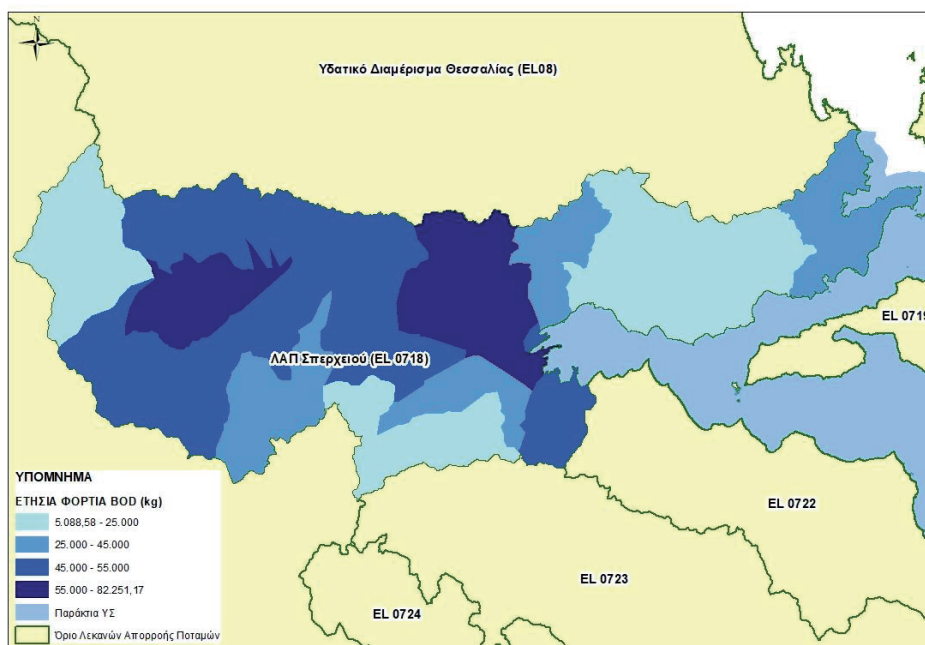 N
Υδατικό Διαμέρισμα Θεσσαλίας (EL08)
EL 0719
ΛΑΠ Σπερχειού (EL 0718)
EL 0722
EL 0723
EL 0724
ΥΠΟΜΝΗΜΑ
ΕΤΗΣΙΑ ΦΟΡΤΙΑ BOD (kg)
5.088,58 - 25.000
25.000 - 45.000
45.000 - 55.000
55.000 - 82.251,17
Παράκτια ΥΣ
Όριο Λεκανών Απορροής Ποταμών